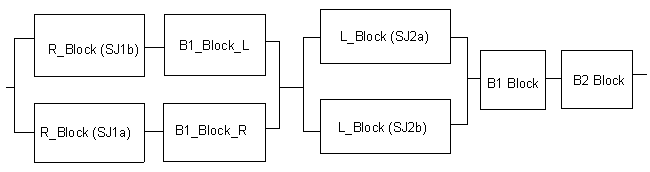 R_Block (SJ1b)
B1_Block_L
L_Block (SJ2a)
R_Block (SJ1a)
B1_Block_R
L_Block (SJ2b)
B1 Block
B2 Block